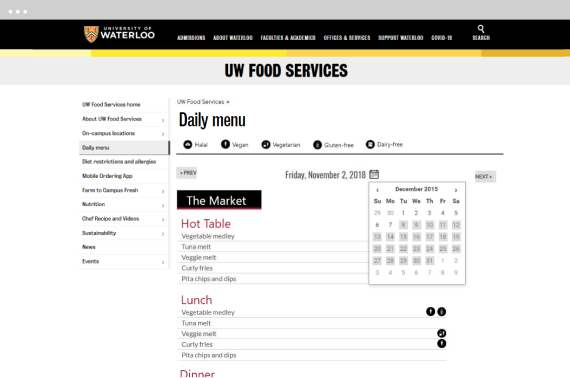 UNIVERSITY OF
WATERLOO
ADMISSIONS ABOUT WATERLOO FACULTIES & ACADEMICS OFFICES & SERVICES SUPPORT WATERLOO COVID-19 SEARCH
UW FOOD SERVICES
UW Food Services home
About UW Food Services ›
On-campus locations ›
Daily menu
Diet restrictions and allergies
Mobile Ordering App
Farm to Campus Fresh ›
Nutrition ›
Chef Recipe and Videos ›
Sustainability ›
News
Events ›
UW Food Services »
Daily menu
Halal Vegan Vegetarian Gluten-free Dairy-free
« PREV Friday, November 2, 2018 NEXT »
‹ December 2015 ›
Su Mo Tu We Th Fr Sa
29 30 1 2 3 4 5
6 7 8 9 10 11 12
13 14 15 16 17 18 19
20 21 22 23 24 25 26
27 28 29 30 31 1 2
3 4 5 6 7 8 9
The Market
Hot Table
Vegetable medley
Tuna melt
Veggie melt
Curly fries
Pita chips and dips
Lunch
Vegetable medley
Tuna melt
Veggie melt
Curly fries
Pita chips and dips
Dinner